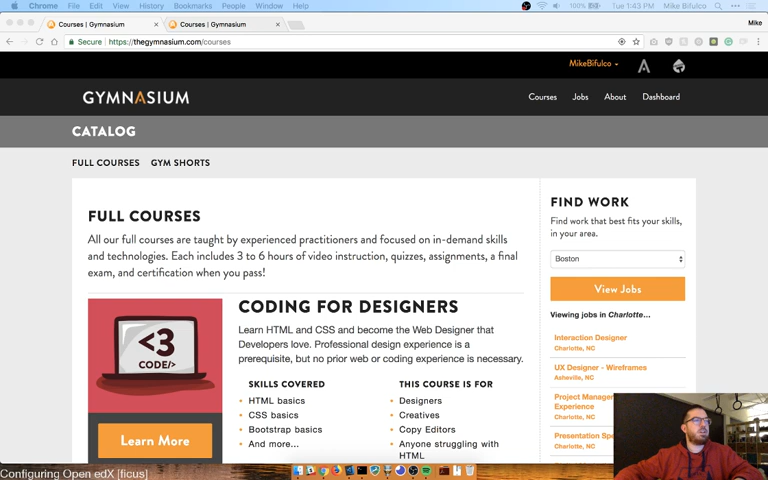 Chrome File Edit View History Bookmarks People Window Help
100% Tue 1:43 PM Mike Bifulco
Courses | Gymnasium
Courses | Gymnasium
Mike
Secure https://thegymnasium.com/courses
MikeBifulco
GYMNASIUM
Courses Jobs About Dashboard
CATALOG
FULL COURSES GYM SHORTS
FULL COURSES
All our full courses are taught by experienced practitioners and focused on in-demand skills
and technologies. Each includes 3 to 6 hours of video instruction, quizzes, assignments, a final
exam, and certification when you pass!
<3
CODE/>
Learn More
CODING FOR DESIGNERS
Learn HTML and CSS and become the Web Designer that
Developers love. Professional design experience is a
prerequisite, but no prior web or coding experience is necessary.
SKILLS COVERED
• HTML basics
• CSS basics
• Bootstrap basics
• And more...
THIS COURSE IS FOR
• Designers
• Creatives
• Copy Editors
• Anyone struggling with
HTML
FIND WORK
Find work that best fits your skills,
in your area.
Boston
View Jobs
Viewing jobs in Charlotte...
Interaction Designer
Charlotte, NC
UX Designer - Wireframes
Asheville, NC
Project Manager
Experience
Charlotte, NC
Presentation Spe
Configuring Open edX [ficus]